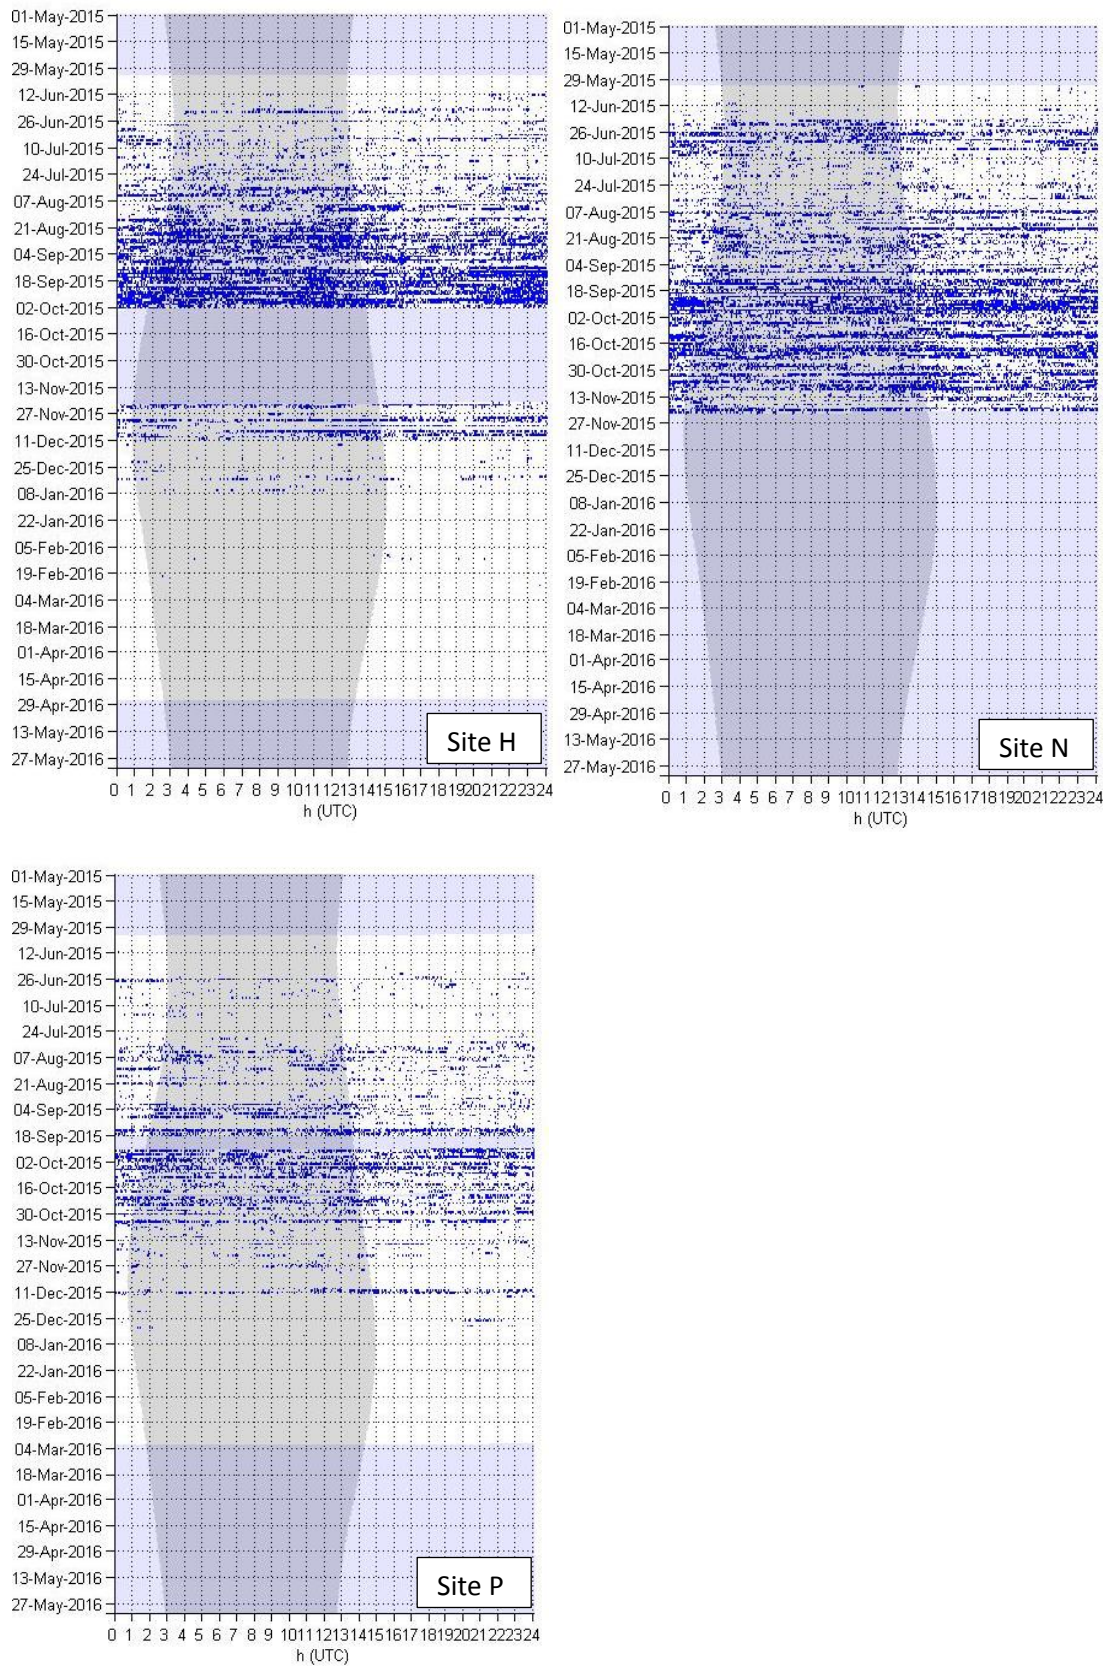 01-May-2015
15-May-2015
29-May-2015
12-Jun-2015
26-Jun-2015
10-Jul-2015
24-Jul-2015
07-Aug-2015
21-Aug-2015
04-Sep-2015
18-Sep-2015
02-Oct-2015
16-Oct-2015
30-Oct-2015
13-Nov-2015
27-Nov-2015
11-Dec-2015
25-Dec-2015
08-Jan-2016
22-Jan-2016
05-Feb-2016
19-Feb-2016
04-Mar-2016
18-Mar-2016
01-Apr-2016
15-Apr-2016
29-Apr-2016
13-May-2016
27-May-2016
Site H
0 1 2 3 4 5 6 7 8 9 10 11 12 13 14 15 16 17 18 19 20 21 22 23 24
h (UTC)
01-May-2015
15-May-2015
29-May-2015
12-Jun-2015
26-Jun-2015
10-Jul-2015
24-Jul-2015
07-Aug-2015
21-Aug-2015
04-Sep-2015
18-Sep-2015
02-Oct-2015
16-Oct-2015
30-Oct-2015
13-Nov-2015
27-Nov-2015
11-Dec-2015
25-Dec-2015
08-Jan-2016
22-Jan-2016
05-Feb-2016
19-Feb-2016
04-Mar-2016
18-Mar-2016
01-Apr-2016
15-Apr-2016
29-Apr-2016
13-May-2016
27-May-2016
Site N
0 1 2 3 4 5 6 7 8 9 10 11 12 13 14 15 16 17 18 19 20 21 22 23 24
h (UTC)
01-May-2015
15-May-2015
29-May-2015
12-Jun-2015
26-Jun-2015
10-Jul-2015
24-Jul-2015
07-Aug-2015
21-Aug-2015
04-Sep-2015
18-Sep-2015
02-Oct-2015
16-Oct-2015
30-Oct-2015
13-Nov-2015
27-Nov-2015
11-Dec-2015
25-Dec-2015
08-Jan-2016
22-Jan-2016
05-Feb-2016
19-Feb-2016
04-Mar-2016
18-Mar-2016
01-Apr-2016
15-Apr-2016
29-Apr-2016
13-May-2016
27-May-2016
Site P
0 1 2 3 4 5 6 7 8 9 10 11 12 13 14 15 16 17 18 19 20 21 22 23 24
h (UTC)